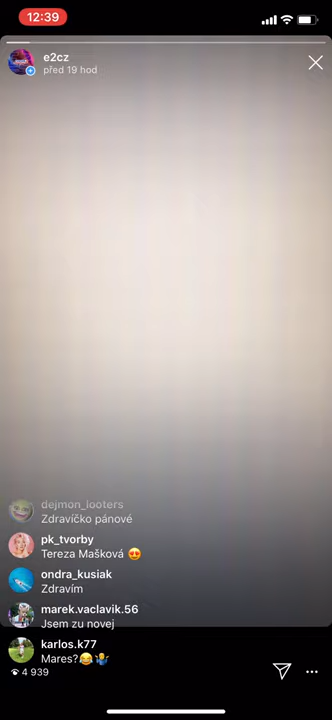 12:39
e2cz
před 19 hod
dejmon_looters
Zdravíčko pánové
pk_tvorby
Tereza Mašková 😍
ondra_kusiak
Zdravím
marek.vaclavik.56
Jsem zu novej
karlos.k77
Mares?😂🤷‍♂️
4 939